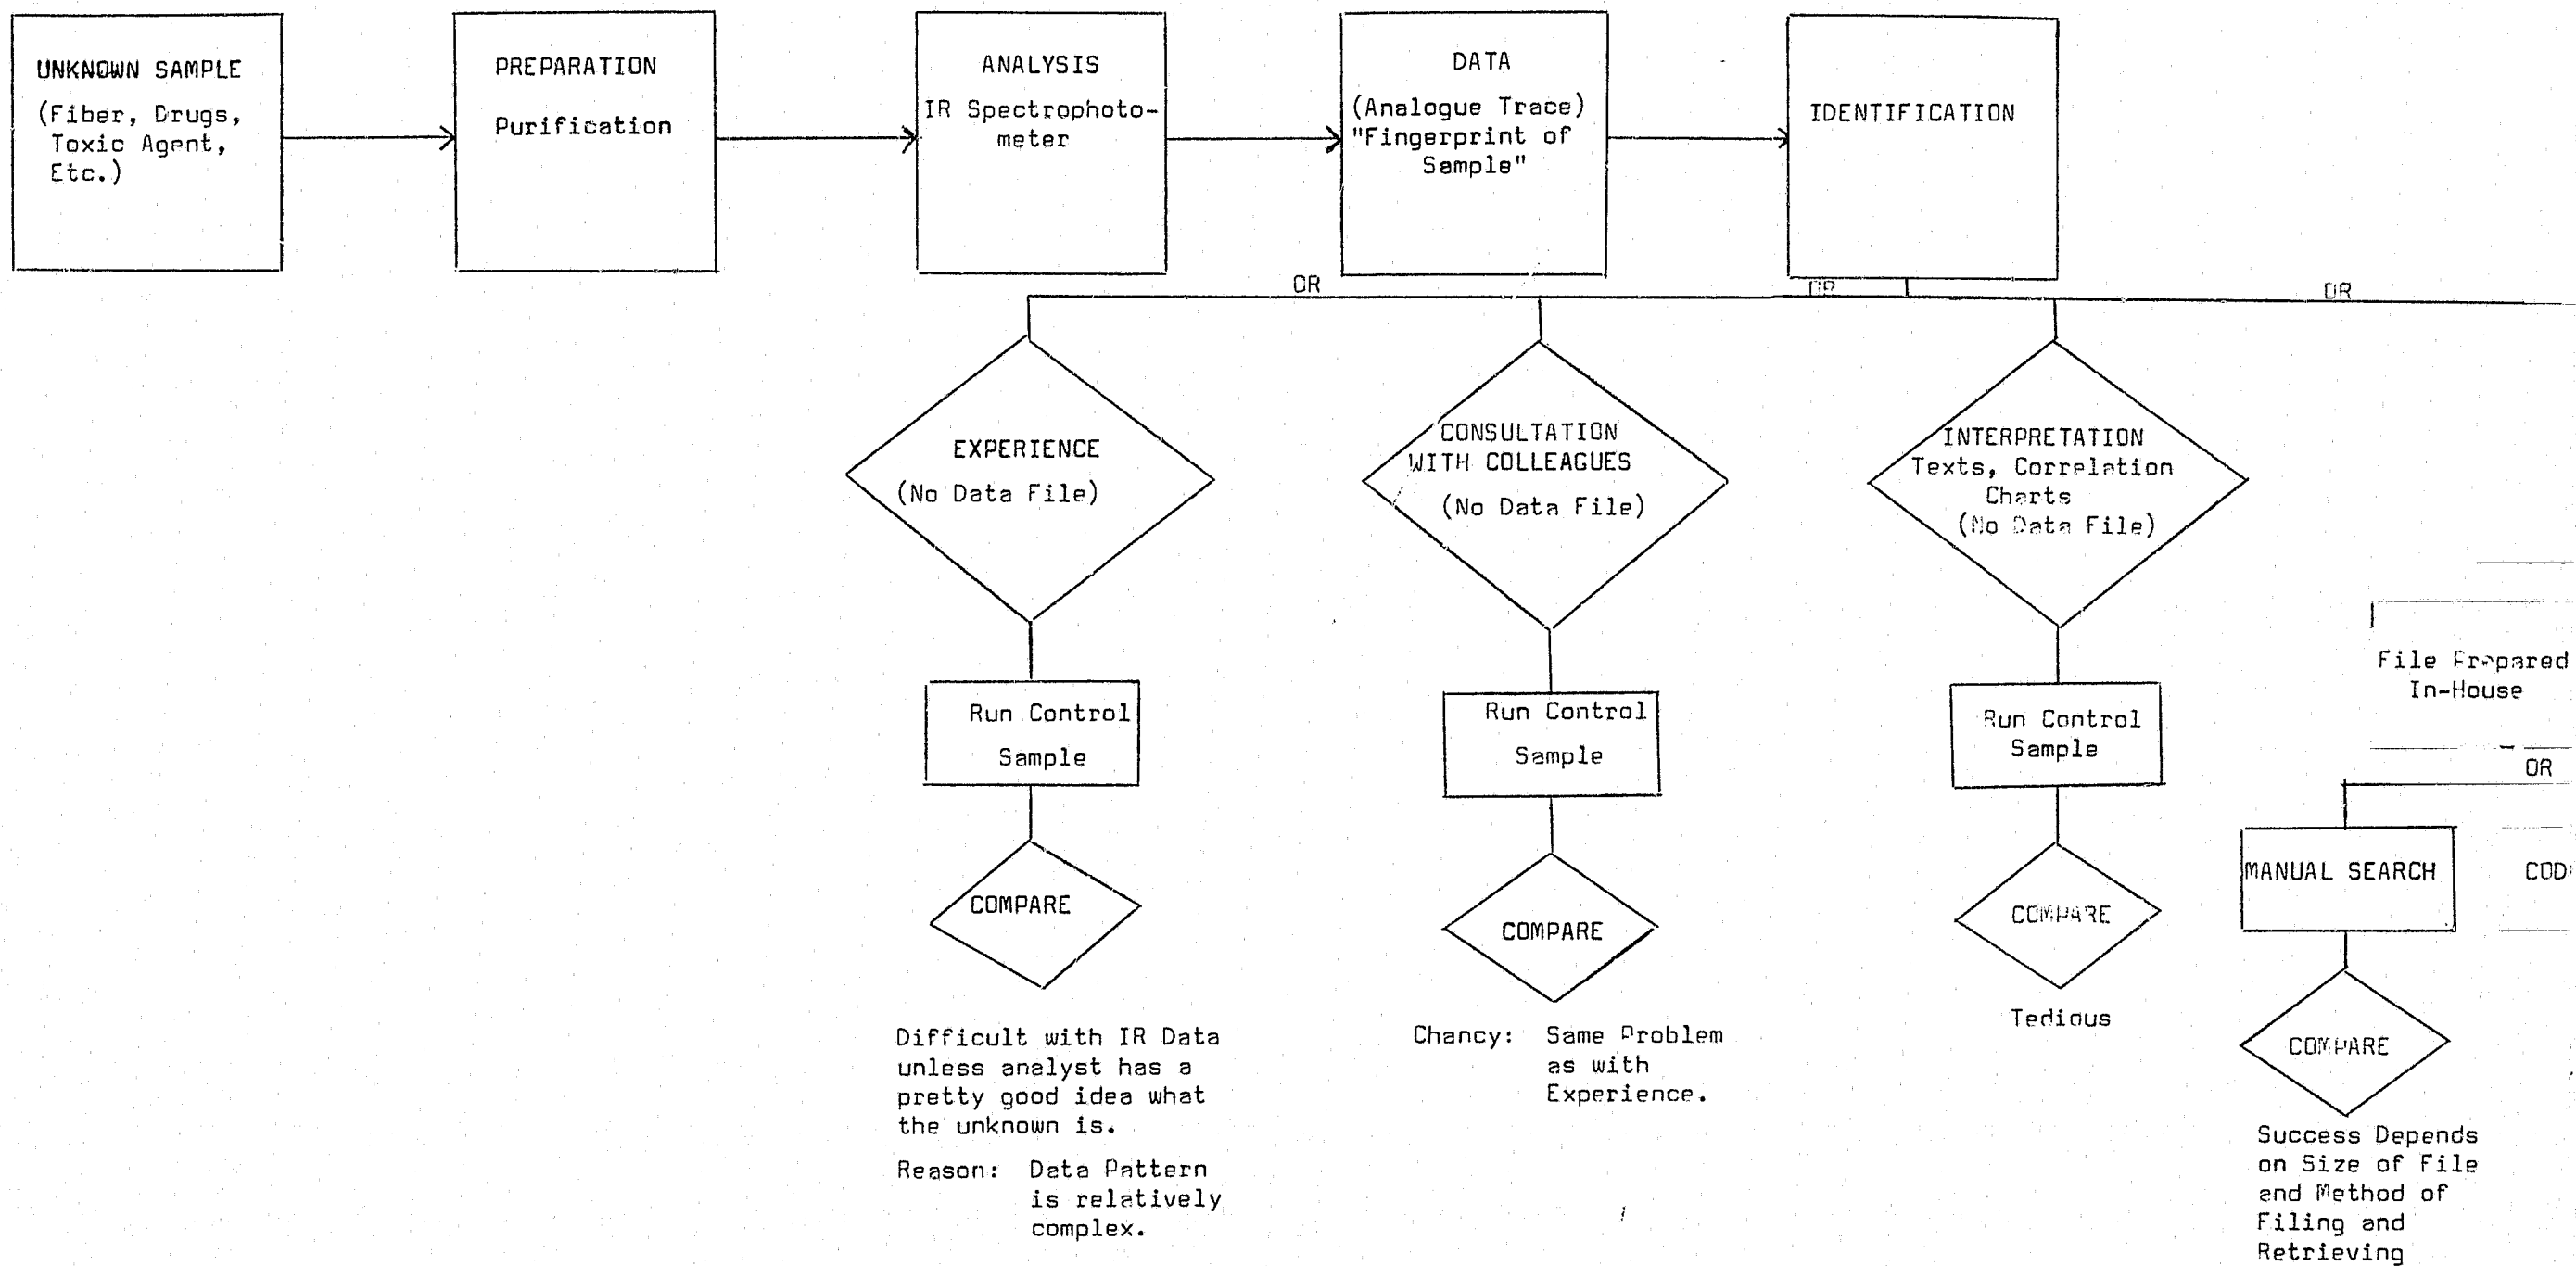 UNKNOWN SAMPLE
(Fiber, Drugs,
Toxic Agent,
Etc.)
PREPARATION
Purification
ANALYSIS
IR Spectrophoto-
meter
DATA
(Analogue Trace)
"Fingerprint of
Sample"
IDENTIFICATION
OR
OR
OR
EXPERIENCE
(No Data File)
CONSULTATION
WITH COLLEAGUES
(No Data File)
INTERPRETATION
Texts, Correlation
Charts
(No Data File)
File Prepared
In-House
OR
Run Control
Sample
Run Control
Sample
Run Control
Sample
MANUAL SEARCH
COD
COMPARE
COMPARE
COMPARE
COMPARE
Difficult with IR Data
unless analyst has a
pretty good idea what
the unknown is.
Reason: Data Pattern
is relatively
complex.
Chancy: Same Problem
as with
Experience.
Tedious
Success Depends
on Size of File
and Method of
Filing and
Retrieving